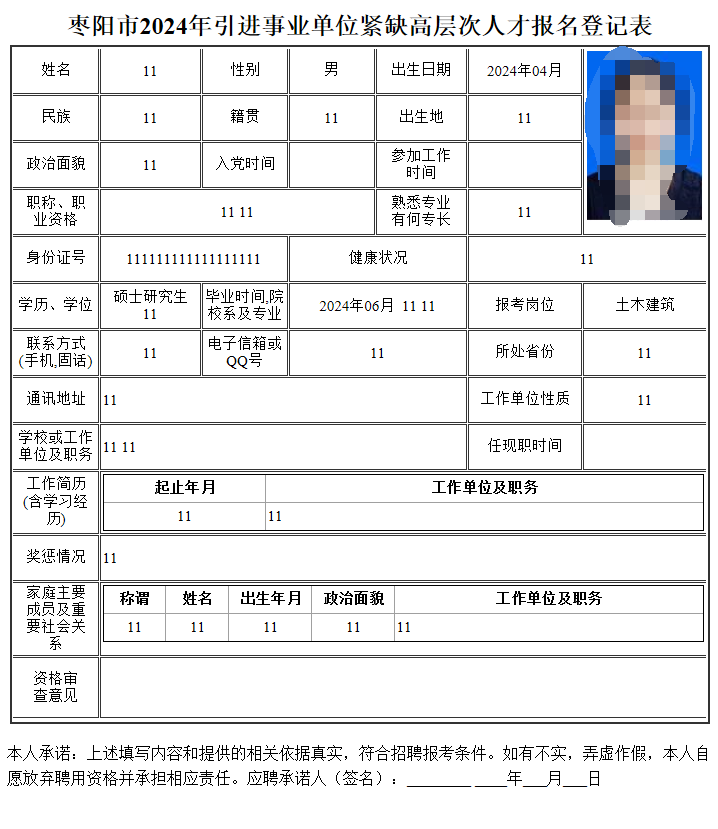 枣阳市2024年引进事业单位紧缺高层次人才报名登记表
姓名 11 性别 男 出生日期 2024年04月
民族 11 籍贯 11 出生地 11
政治面貌 11 入党时间 参加工作
时间
职称、职
业资格 11 11 熟悉专业
有何专长 11
身份证号 111111111111111111 健康状况 11
学历、学位 硕士研究生
11 毕业时间,院
校系及专业 2024年06月 11 11 报考岗位 土木建筑
联系方式
(手机,固话) 11 电子信箱或
QQ号 11 所处省份 11
通讯地址 11 工作单位性质 11
学校或工作
单位及职务 11 11 任现职时间
工作简历
(含学习经
历) 起止年月 工作单位及职务
11 11
奖惩情况 11
家庭主要
成员及重
要社会关
系 称谓 姓名 出生年月 政治面貌 工作单位及职务
11 11 11 11 11
资格审
查意见
本人承诺：上述填写内容和提供的相关依据真实，符合招聘报考条件。如有不实，弄虚作假，本人自
愿放弃聘用资格并承担相应责任。应聘承诺人（签名）：________ ____年___月___日